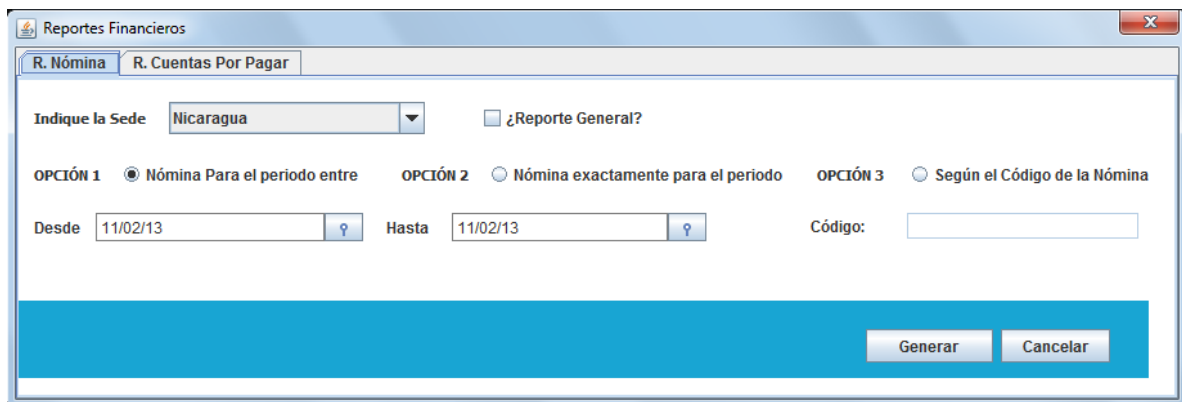 Reportes Financieros
R. Nómina R. Cuentas Por Pagar
Indique la Sede Nicaragua ¿Reporte General?
OPCIÓN 1 Nómina Para el periodo entre OPCIÓN 2 Nómina exactamente para el periodo OPCIÓN 3 Según el Código de la Nómina
Desde 11/02/13 Hasta 11/02/13 Código:
Generar Cancelar